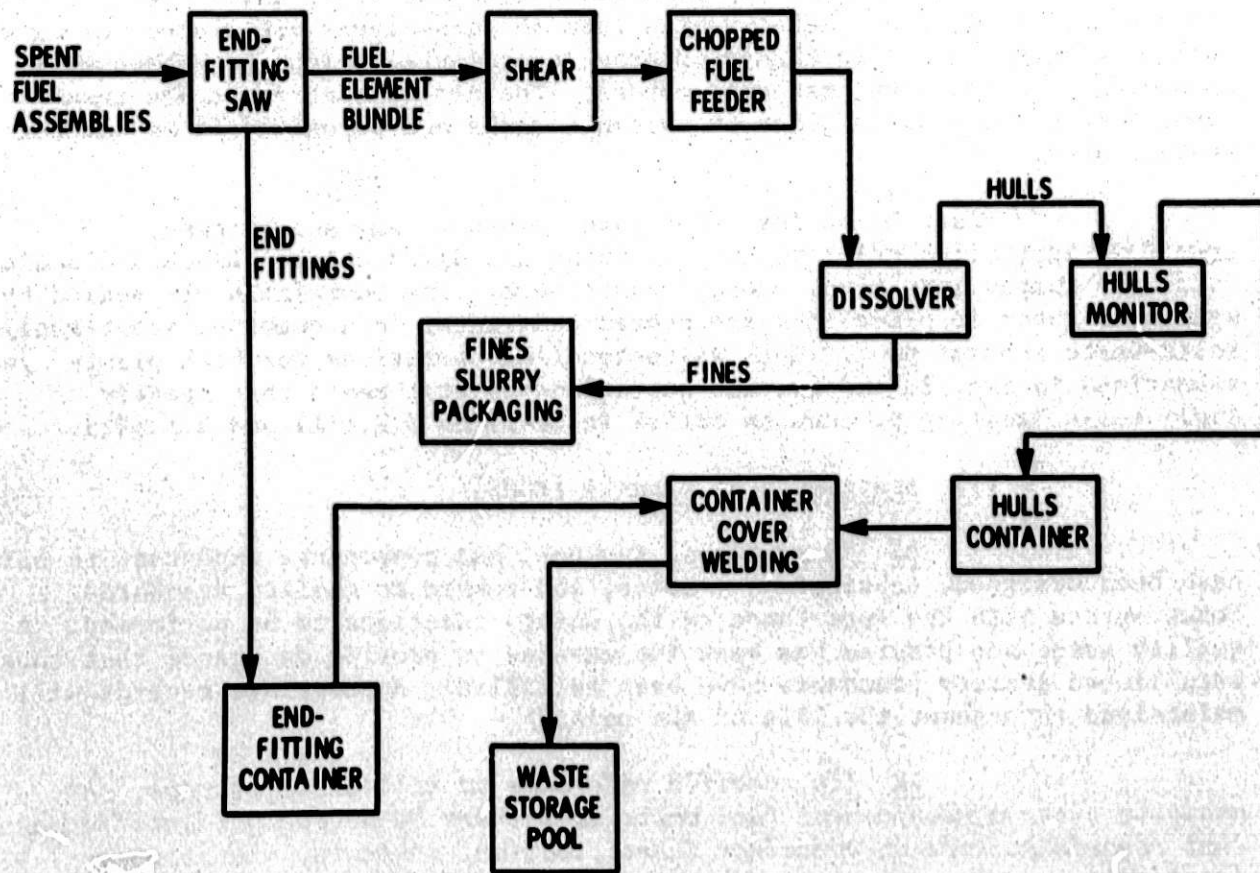 SPENT
FUEL
ASSEMBLIES
END-
FITTING
SAW
FUEL
ELEMENT
BUNDLE
SHEAR
CHOPPED
FUEL
FEEDER
END
FITTINGS
HULLS
DISSOLVER
HULLS
MONITOR
FINES
FINES
SLURRY
PACKAGING
CONTAINER
COVER
WELDING
HULLS
CONTAINER
END-
FITTING
CONTAINER
WASTE
STORAGE
POOL